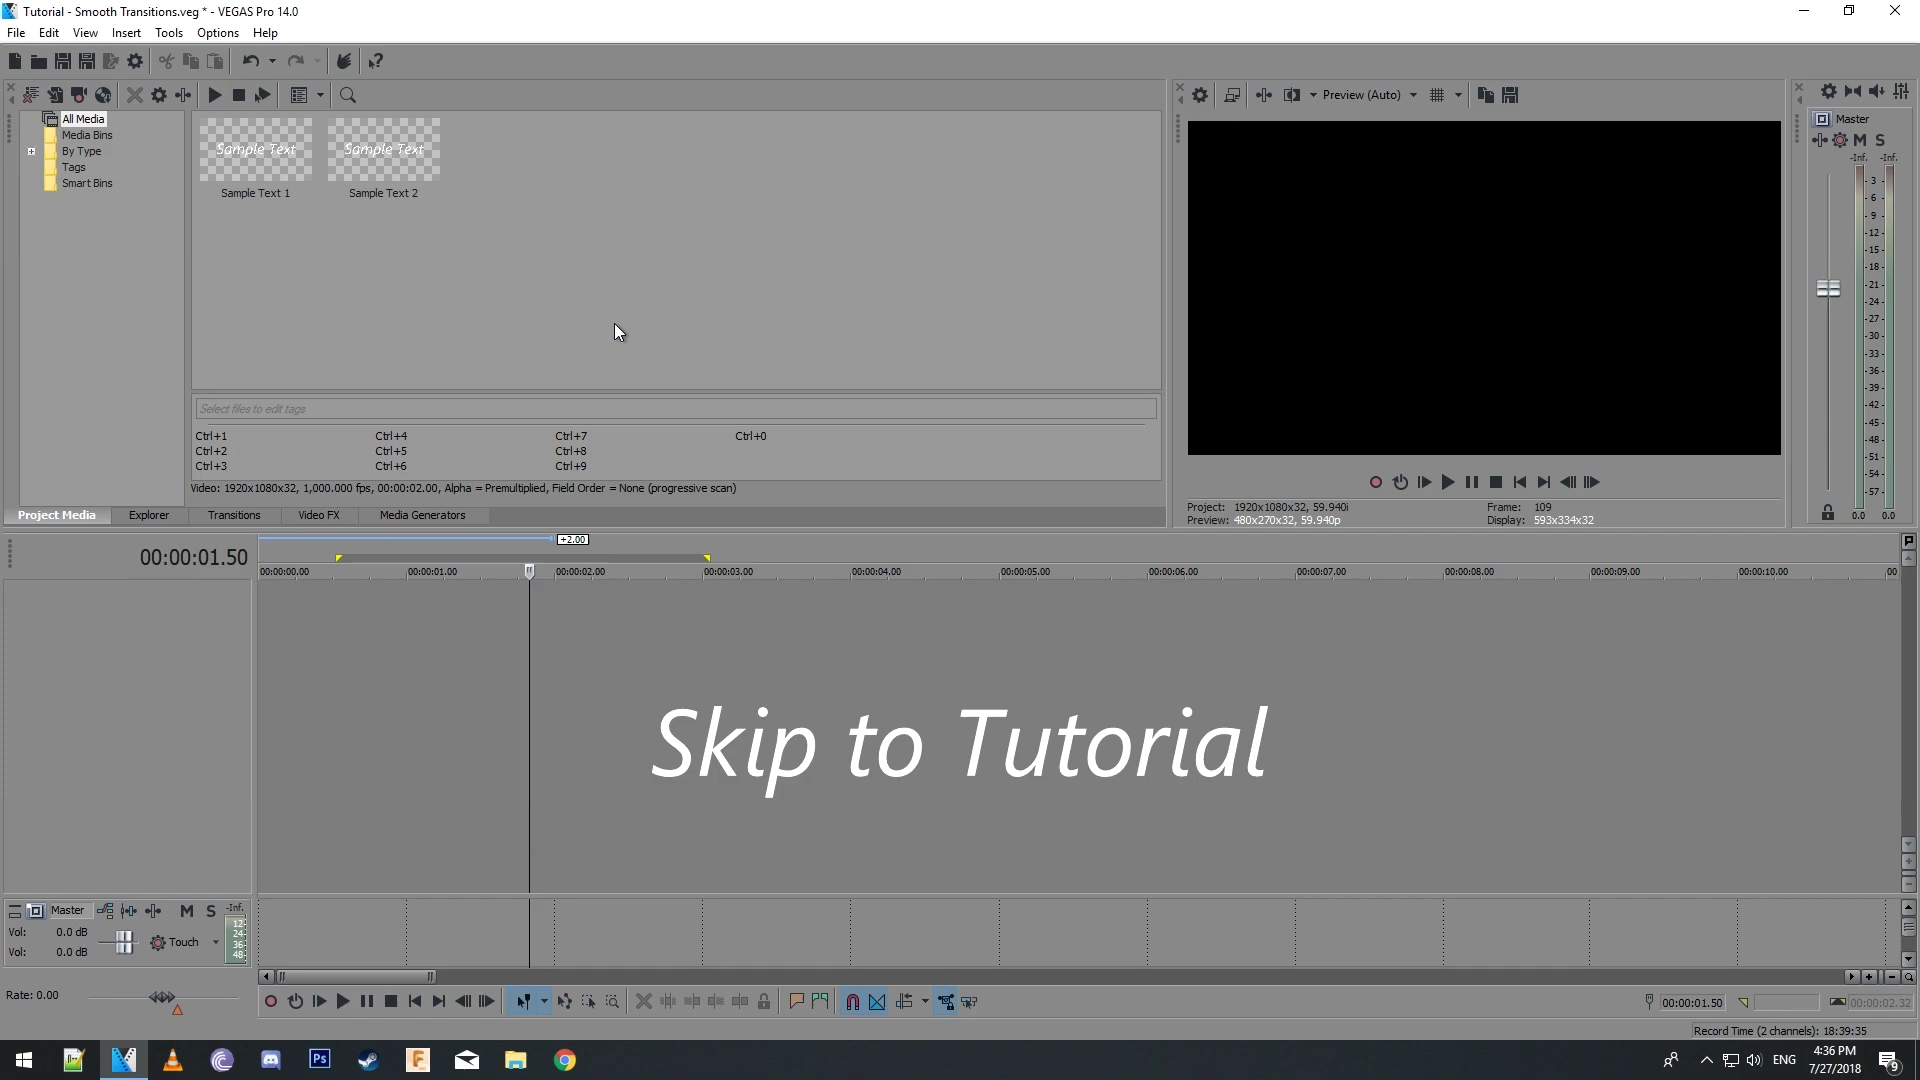 Tutorial - Smooth Transitions.veg * - VEGAS Pro 14.0
File Edit View Insert Tools Options Help
Preview (Auto)
Master
All Media
Media Bins
By Type
Tags
Smart Bins
Sample Text
Sample Text
Sample Text 1
Sample Text 2
M S
-Inf. -Inf.
3
6
9
-12-
-15-
-18-
-21-
-24-
-27-
-30-
-33-
-36-
-39-
-42-
-45-
-48-
-51-
-54-
-57-
0.0 0.0
Select files to edit tags
Ctrl+1 Ctrl+4 Ctrl+7 Ctrl+0
Ctrl+2 Ctrl+5 Ctrl+8
Ctrl+3 Ctrl+6 Ctrl+9
Video: 1920x1080x32, 1,000.000 fps, 00:00:02.00, Alpha = Premultiplied, Field Order = None (progressive scan)
Project Media Explorer Transitions Video FX Media Generators
Project: 1920x1080x32, 59.940i Frame: 109
Preview: 480x270x32, 59.940p Display: 593x334x32
00:00:01.50
+2.00
00:00:00.00 00:00:01.00 00:00:02.00 00:00:03.00 00:00:04.00 00:00:05.00 00:00:06.00 00:00:07.00 00:00:08.00 00:00:09.00 00:00:10.00 00
Skip to Tutorial
Master M S -Inf.
12
24
36
48
Vol: 0.0 dB
Touch
Vol: 0.0 dB
Rate: 0.00
00:00:01.50
00:00:02.32
Record Time (2 channels): 18:39:35
Ps
ENG
4:36 PM
7/27/2018
9